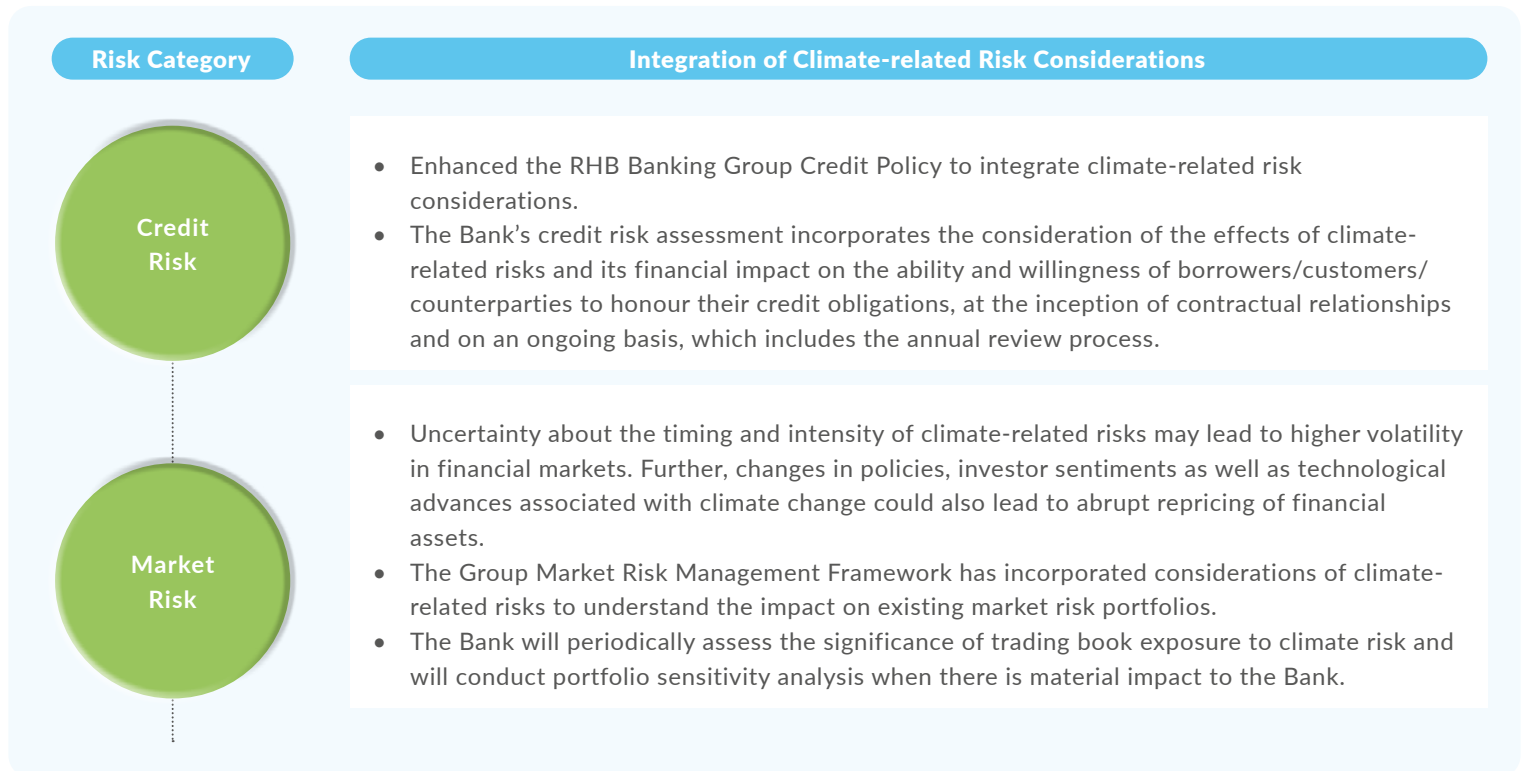 Risk Category
Integration of Climate-related Risk Considerations
Credit
Risk
• Enhanced the RHB Banking Group Credit Policy to integrate climate-related risk
considerations.
• The Bank’s credit risk assessment incorporates the consideration of the effects of climate-
related risks and its financial impact on the ability and willingness of borrowers/customers/
counterparties to honour their credit obligations, at the inception of contractual relationships
and on an ongoing basis, which includes the annual review process.
Market
Risk
• Uncertainty about the timing and intensity of climate-related risks may lead to higher volatility
in financial markets. Further, changes in policies, investor sentiments as well as technological
advances associated with climate change could also lead to abrupt repricing of financial
assets.
• The Group Market Risk Management Framework has incorporated considerations of climate-
related risks to understand the impact on existing market risk portfolios.
• The Bank will periodically assess the significance of trading book exposure to climate risk and
will conduct portfolio sensitivity analysis when there is material impact to the Bank.